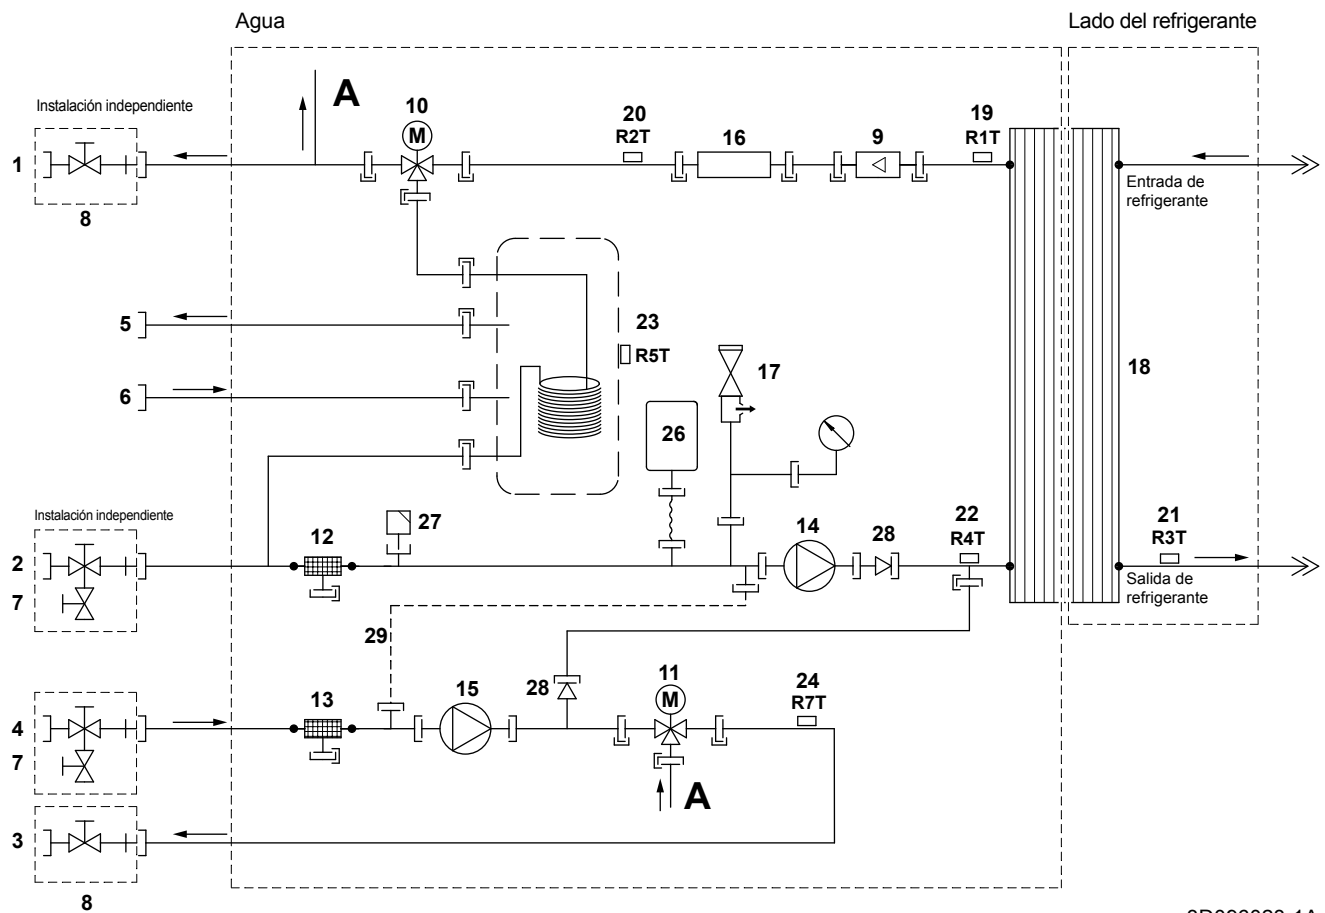 Agua
Lado del refrigerante
A
10
M
20
R2T
16
9
19
R1T
Instalación independiente
1
8
Entrada de
refrigerante
5
23
R5T
17
18
6
26
Instalación independiente
2
7
12
27
14
28
22
R4T
21
R3T
Salida de
refrigerante
29
4
7
13
15
28
11
M
24
R7T
A
3
8